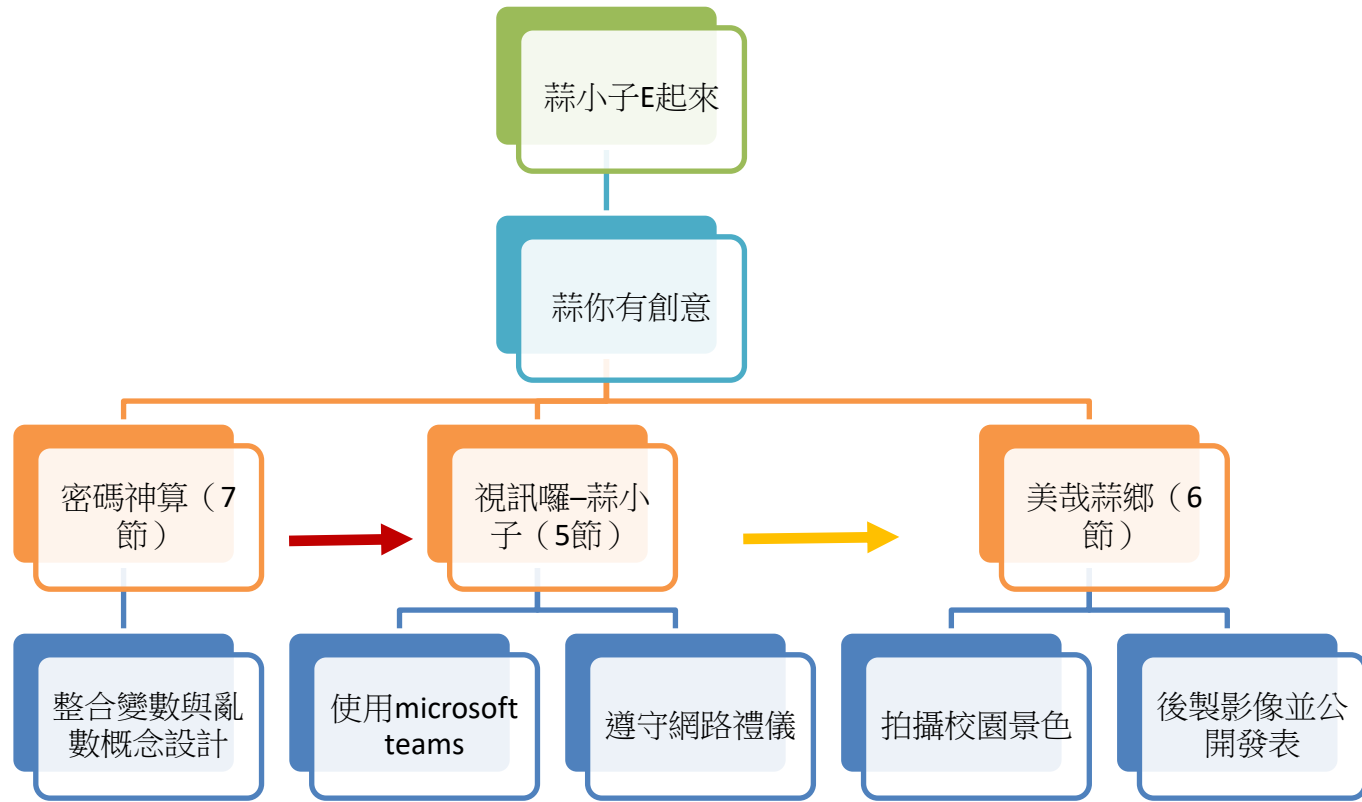 蒜小子E起來
蒜你有創意
密碼神算（7
節）
視訊囉–蒜小
子（5節）
美哉蒜鄉（6
節）
整合變數與亂
數概念設計
使用microsoft
teams
遵守網路禮儀
拍攝校園景色
後製影像並公
開發表